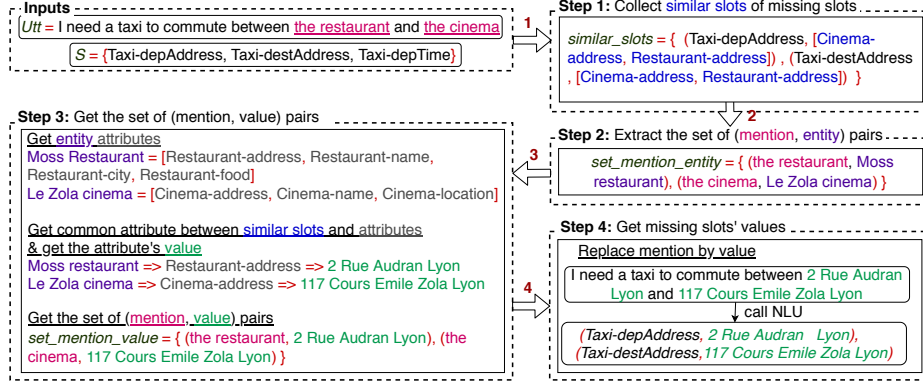 Inputs
Utt = I need a taxi to commute between the restaurant and the cinema
S = {Taxi-depAddress, Taxi-destAddress, Taxi-depTime}
1
Step 1: Collect similar slots of missing slots
similar_slots = { (Taxi-depAddress, [Cinema-
address, Restaurant-address]) , (Taxi-destAddress
, [Cinema-address, Restaurant-address]) }
2
Step 2: Extract the set of (mention, entity) pairs
set_mention_entity = { (the restaurant, Moss
restaurant), (the cinema, Le Zola cinema) }
3
Step 3: Get the set of (mention, value) pairs
Get entity attributes
Moss Restaurant = [Restaurant-address, Restaurant-name,
Restaurant-city, Restaurant-food]
Le Zola cinema = [Cinema-address, Cinema-name, Cinema-location]
Get common attribute between similar slots and attributes
& get the attribute's value
Moss restaurant => Restaurant-address => 2 Rue Audran Lyon
Le Zola cinema => Cinema-address => 117 Cours Emile Zola Lyon
Get the set of (mention, value) pairs
set_mention_value = { (the restaurant, 2 Rue Audran Lyon), (the
cinema, 117 Cours Emile Zola Lyon) }
4
Step 4: Get missing slots' values
Replace mention by value
I need a taxi to commute between 2 Rue Audran
Lyon and 117 Cours Emile Zola Lyon
call NLU
(Taxi-depAddress, 2 Rue Audran Lyon),
(Taxi-destAddress,117 Cours Emile Zola Lyon)